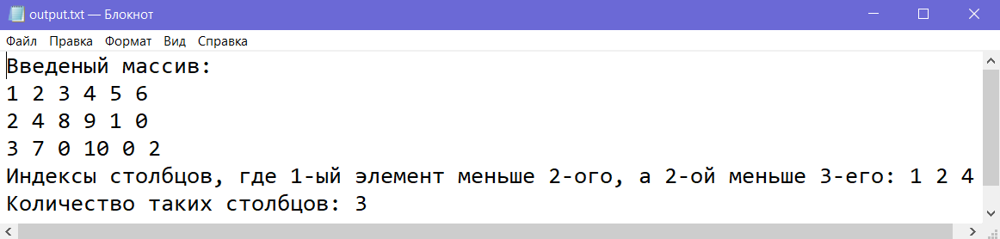 output.txt — Блокнот
Файл Правка Формат Вид Справка
Введеный массив:
1 2 3 4 5 6
2 4 8 9 1 0
3 7 0 10 0 2
Индексы столбцов, где 1-ый элемент меньше 2-ого, а 2-ой меньше 3-его: 1 2 4
Количество таких столбцов: 3